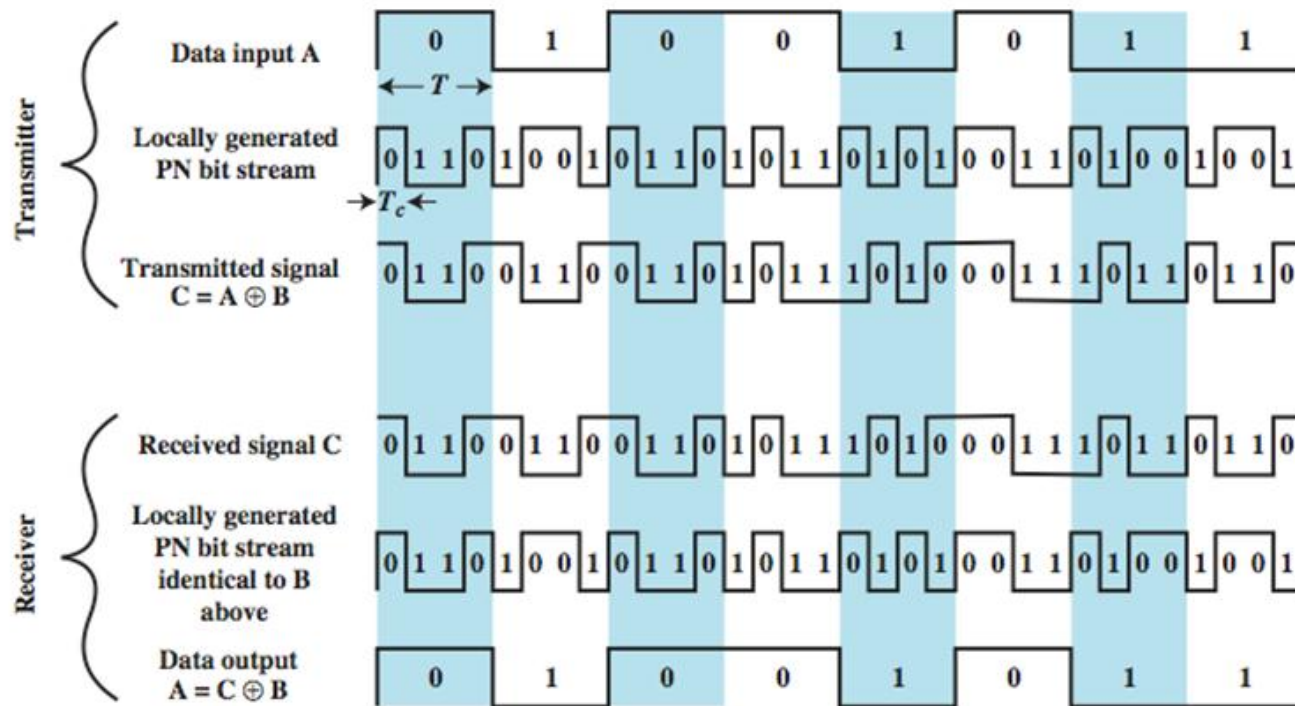 Transmitter
Data input A
0 1 0 0 1 0 1 1
T
Locally generated
PN bit stream
0 1 1 0 1 0 0 1 0 1 1 0 1 0 1 1 0 1 0 1 0 0 1 1 0 1 0 0 1 0 0 1
Tc
Transmitted signal
C = A ⊕ B
0 1 1 0 0 1 1 0 0 1 1 0 1 0 1 1 1 0 1 0 0 0 1 1 1 0 1 1 0 1 1 0
Receiver
Received signal C
0 1 1 0 0 1 1 0 0 1 1 0 1 0 1 1 1 0 1 0 0 0 1 1 1 0 1 1 0 1 1 0
Locally generated
PN bit stream
identical to B
above
0 1 1 0 1 0 0 1 0 1 1 0 1 0 1 1 0 1 0 1 0 0 1 1 0 1 0 0 1 0 0 1
Data output
A = C ⊕ B
0 1 0 0 1 0 1 1